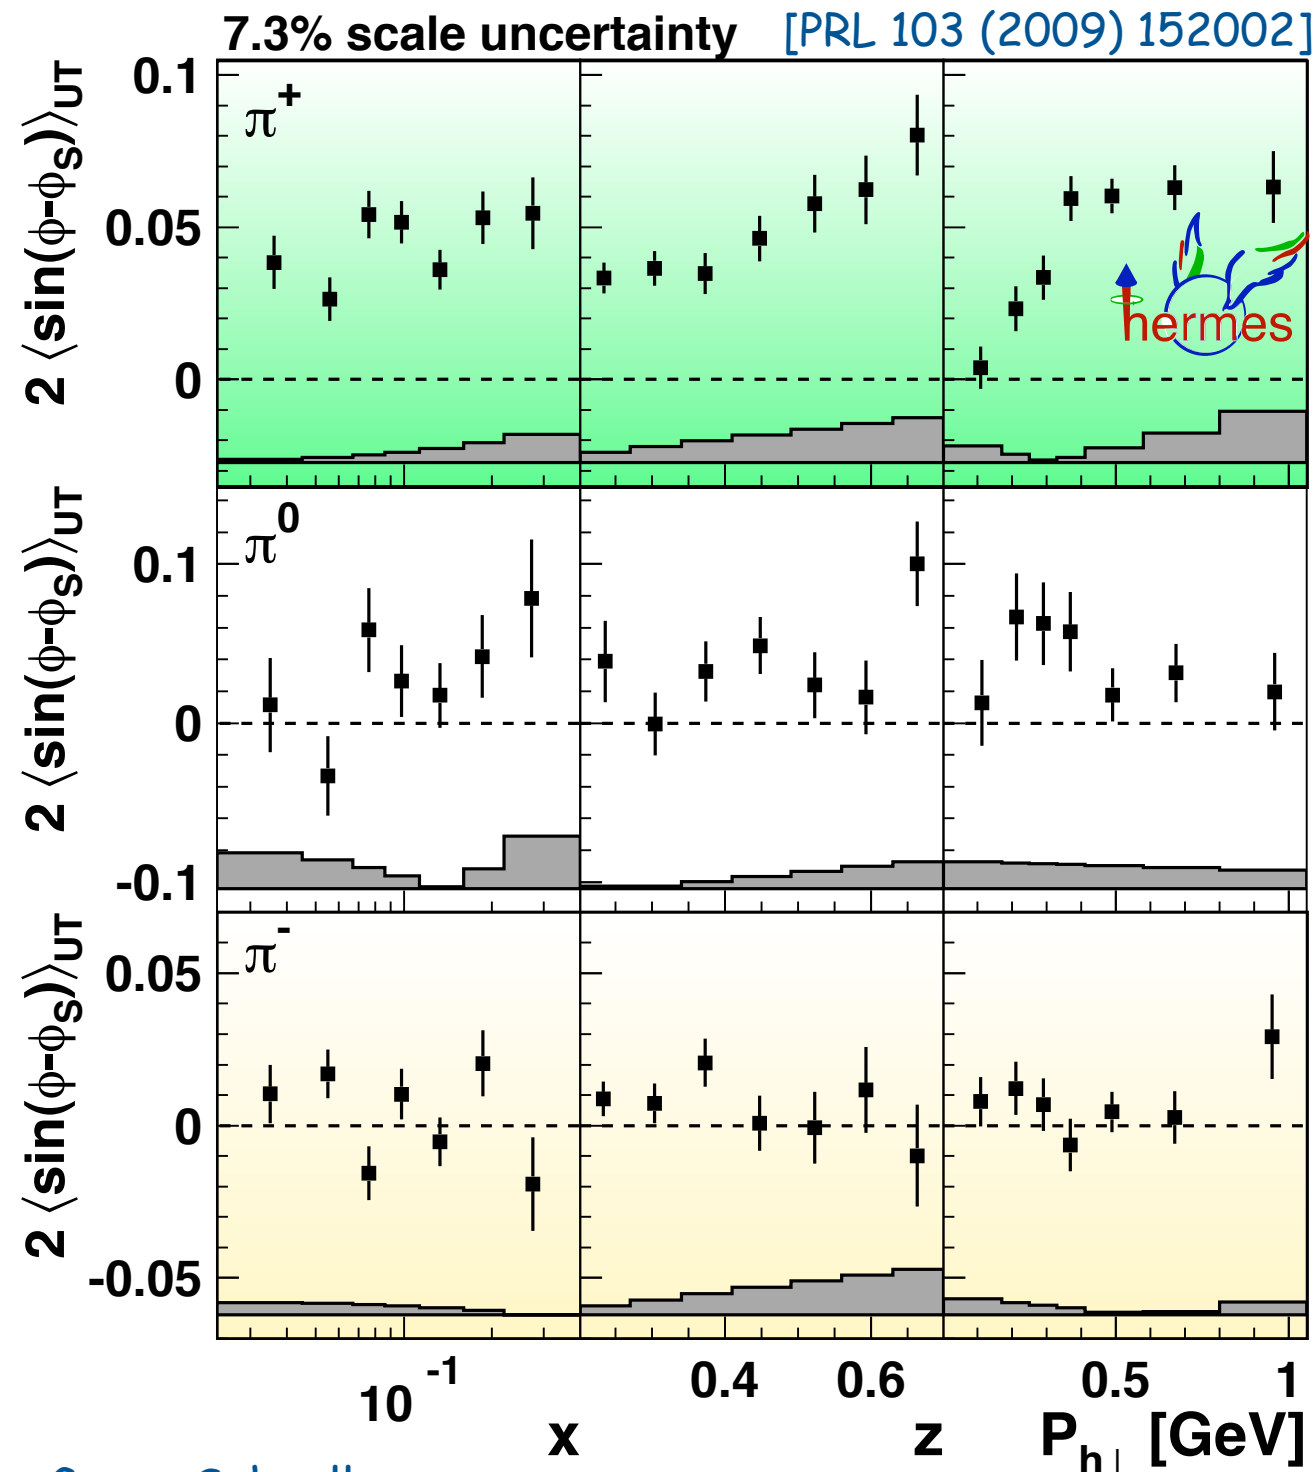 7.3% scale uncertainty [PRL 103 (2009) 152002]
2 ⟨sin(ϕ-ϕS)⟩UT
π+
0.1
0.05
0
hermes
2 ⟨sin(ϕ-ϕS)⟩UT
π0
0.1
0
-0.1
2 ⟨sin(ϕ-ϕS)⟩UT
π-
0.05
0
-0.05
10-1 0.4 0.6 0.5 1
x z Ph⊥ [GeV]